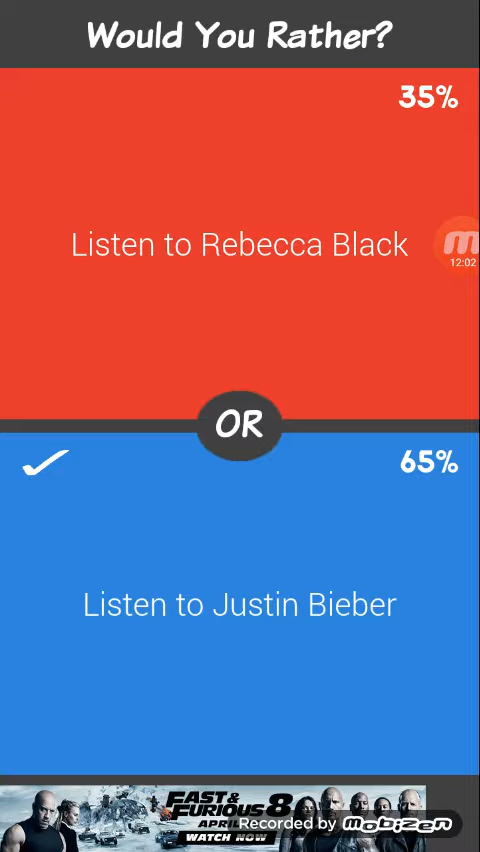 Would You Rather?
35%
Listen to Rebecca Black
12:02
OR
65%
Listen to Justin Bieber
FAST &
FURIOUS 8
APRIL
WATCH NOW
Recorded by mobizen